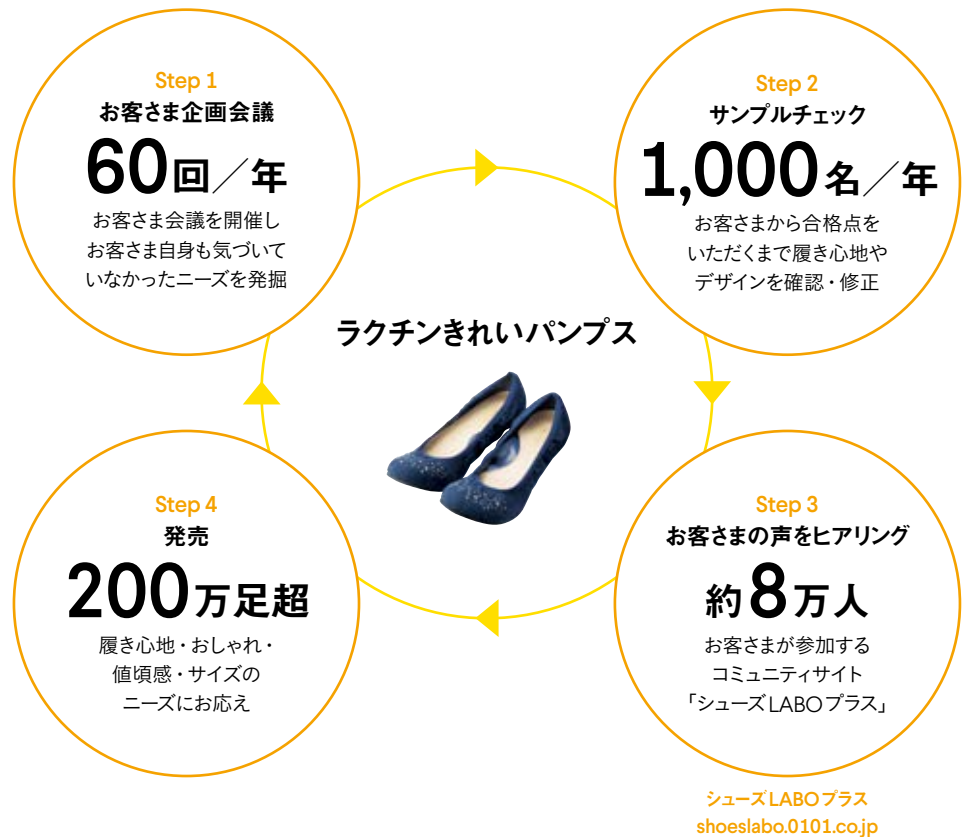 Step 1
お客さま企画会議
60回／年
お客さま会議を開催し
お客さま自身も気づいて
いなかったニーズを発掘
Step 2
サンプルチェック
1,000名／年
お客さまから合格点を
いただくまで履き心地や
デザインを確認・修正
ラクチンきれいパンプス
Step 3
お客さまの声をヒアリング
約8万人
お客さまが参加する
コミュニティサイト
「シューズLABOプラス」
シューズLABOプラス
shoeslabo.0101.co.jp
Step 4
発売
200万足超
履き心地・おしゃれ・
値頃感・サイズの
ニーズにお応え